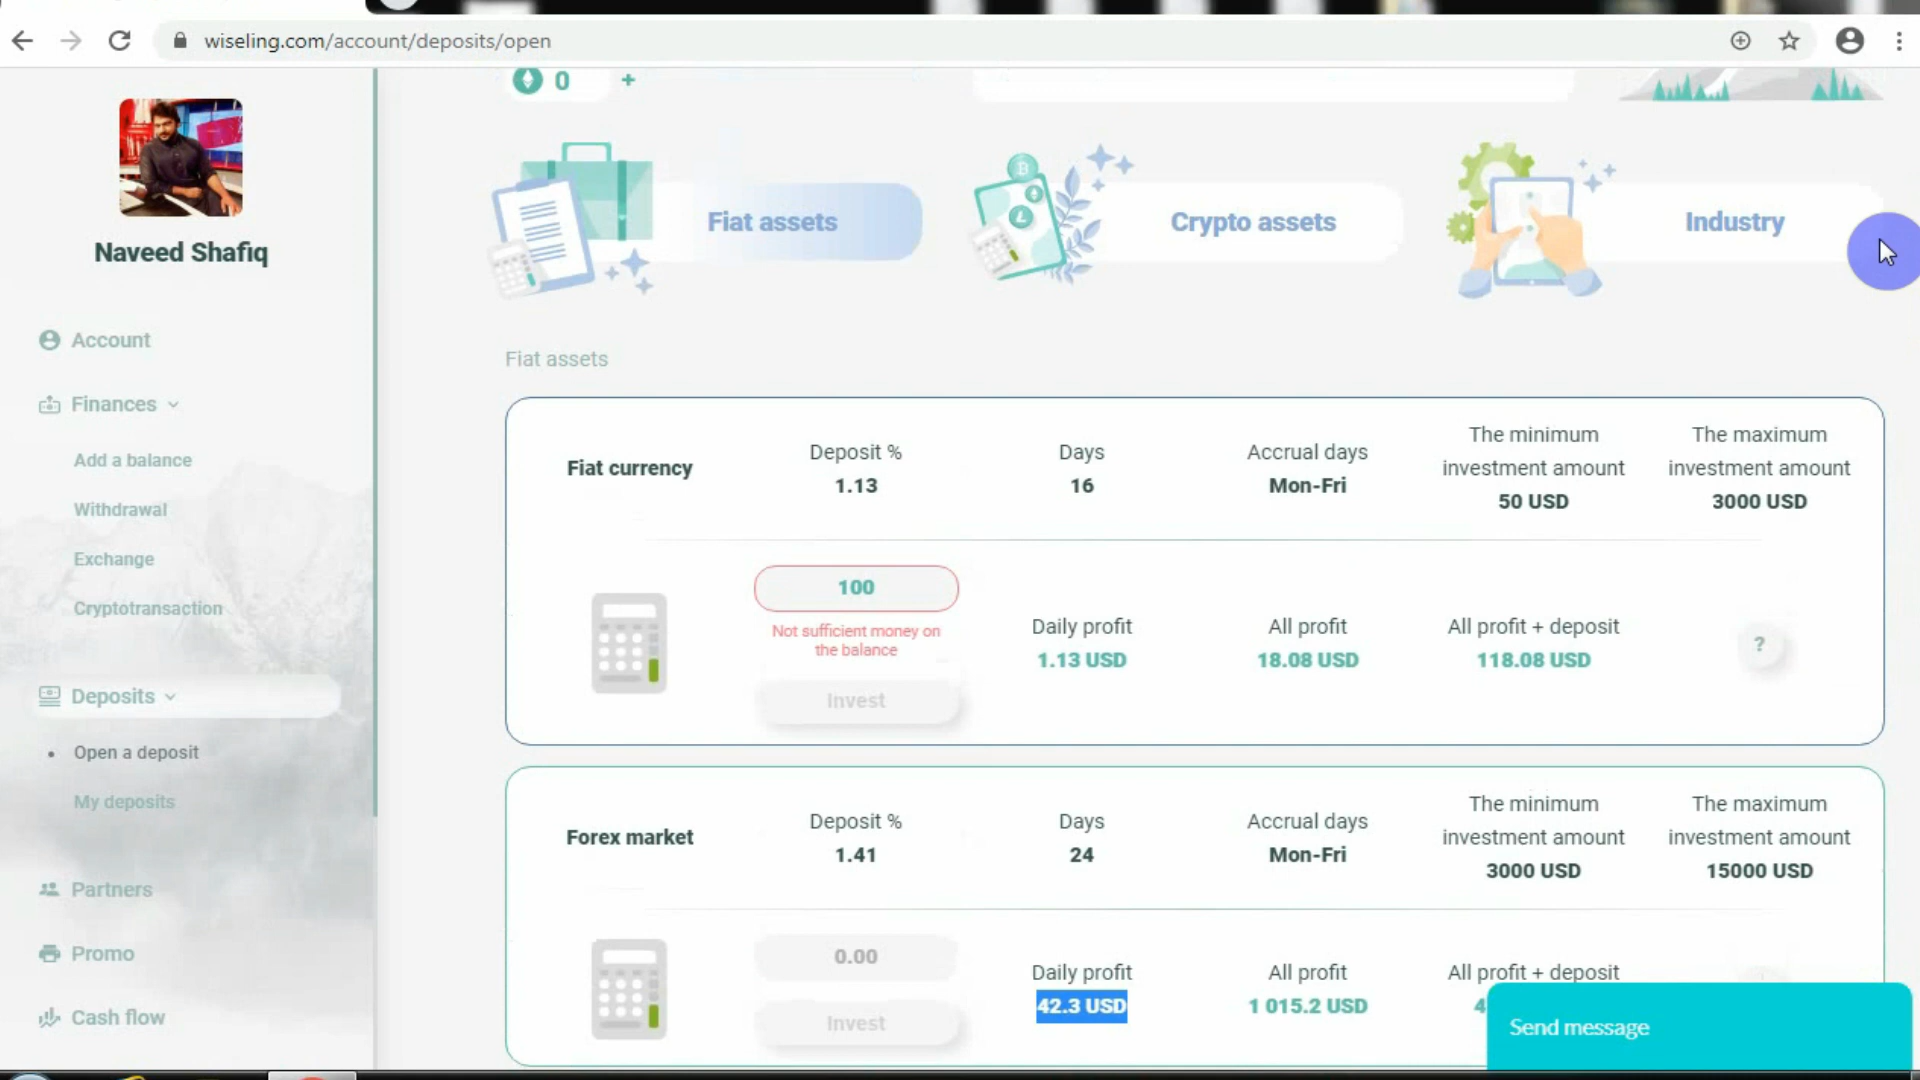 wiseling.com/account/deposits/open
0 +
Naveed Shafiq
Account
Finances
Add a balance
Withdrawal
Exchange
Cryptotransaction
Deposits
Open a deposit
My deposits
Partners
Promo
Cash flow
Fiat assets
Crypto assets
Industry
Fiat assets
Fiat currency
Deposit %
1.13
Days
16
Accrual days
Mon-Fri
The minimum
investment amount
50 USD
The maximum
investment amount
3000 USD
100
Not sufficient money on
the balance
Invest
Daily profit
1.13 USD
All profit
18.08 USD
All profit + deposit
118.08 USD
?
Forex market
Deposit %
1.41
Days
24
Accrual days
Mon-Fri
The minimum
investment amount
3000 USD
The maximum
investment amount
15000 USD
0.00
Invest
Daily profit
42.3 USD
All profit
1 015.2 USD
All profit + deposit
4
Send message